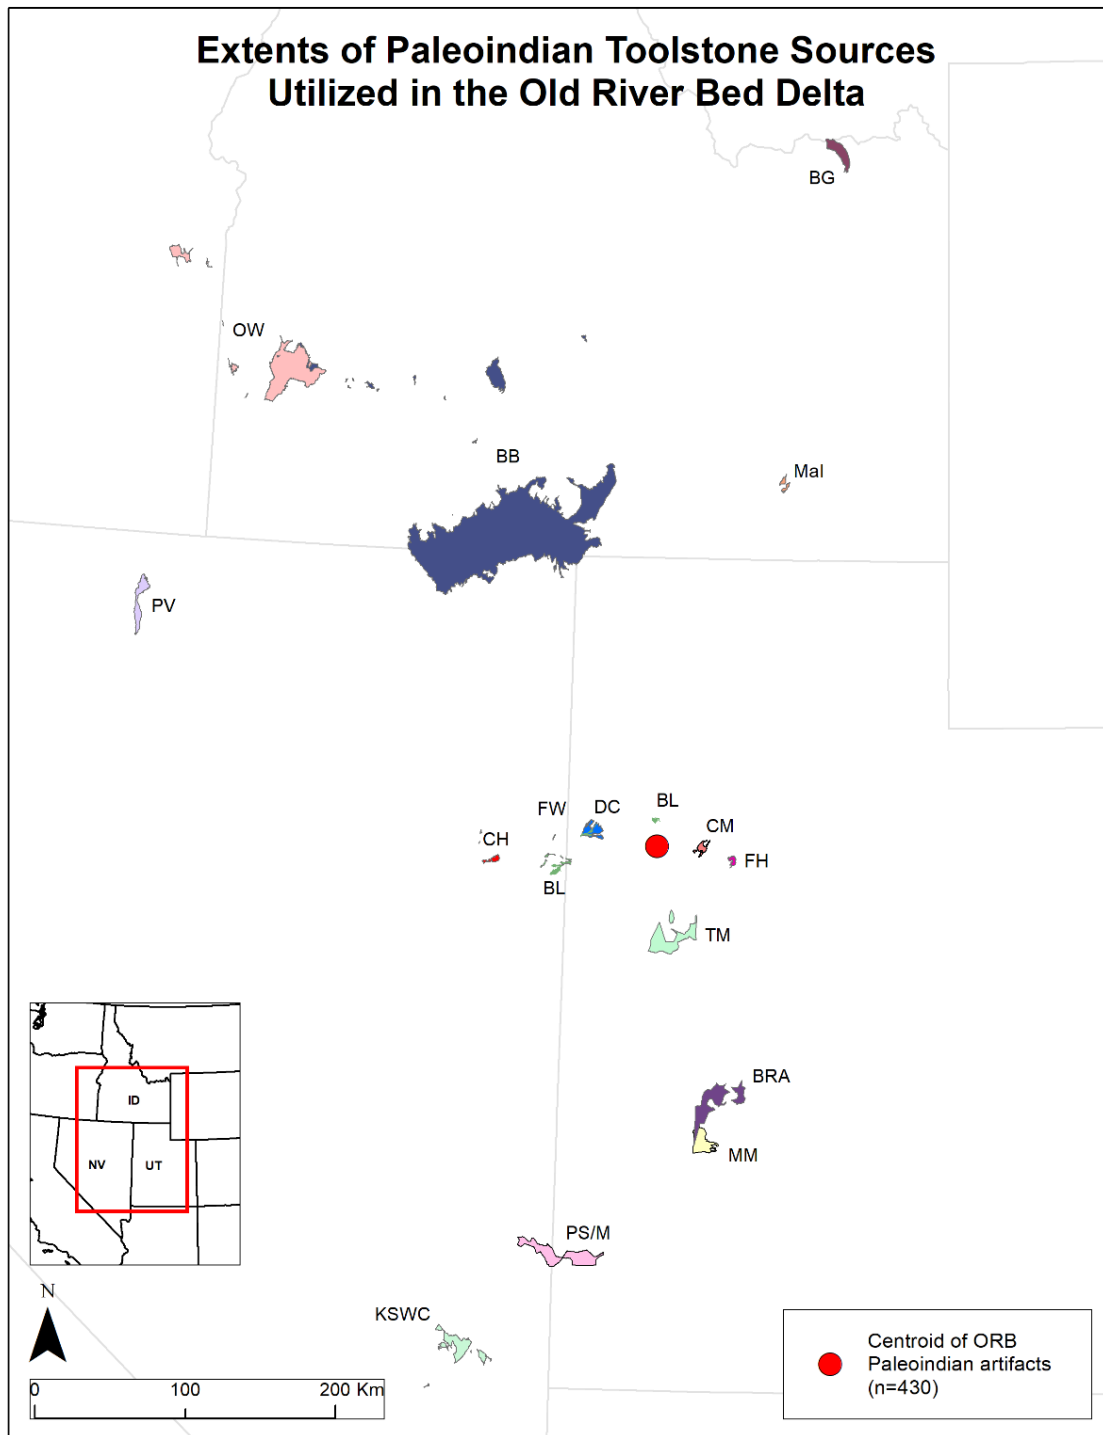 Extents of Paleoindian Toolstone Sources
Utilized in the Old River Bed Delta
BG
OW
BB
Mal
PV
FW
DC
BL
CH
CM
BL
FH
TM
BRA
MM
PS/M
KSWC
ID
NV
UT
N
0
100
200 Km
Centroid of ORB
Paleoindian artifacts
(n=430)